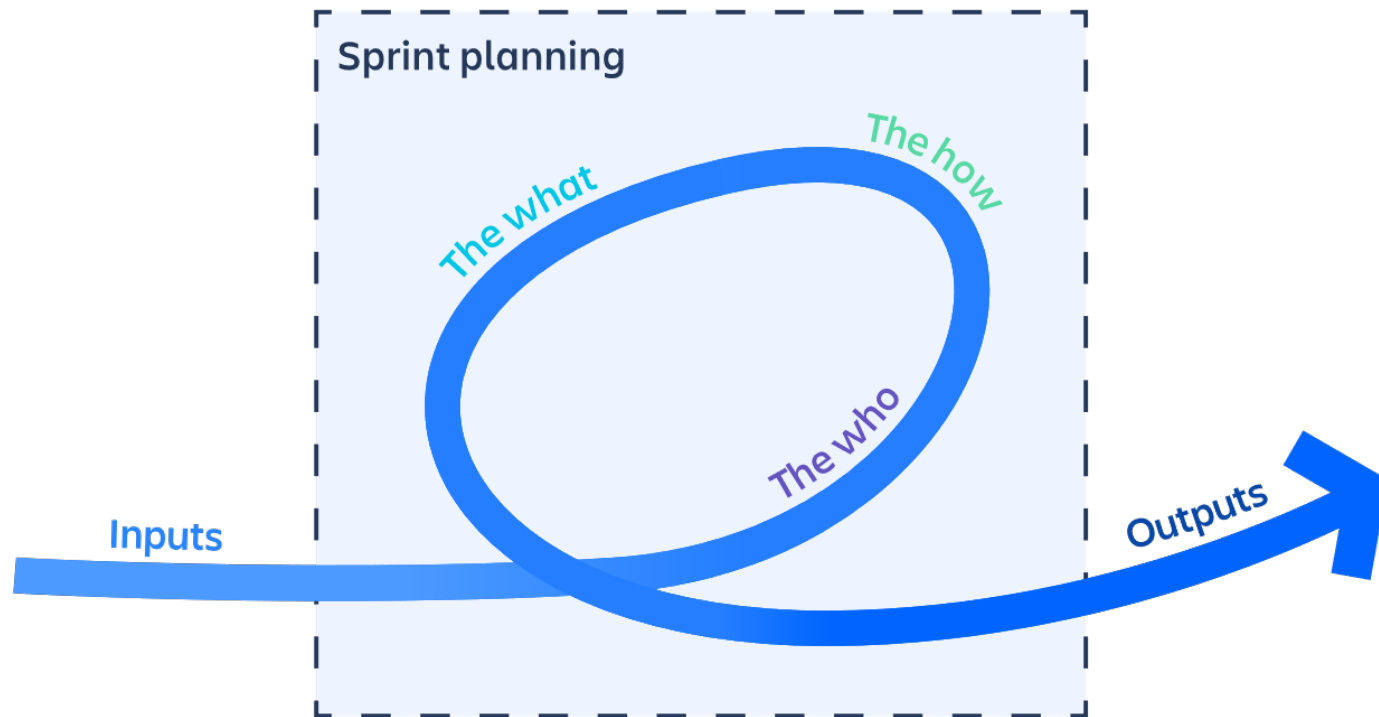 Sprint planning
The how
The what
The who
Outputs
Inputs